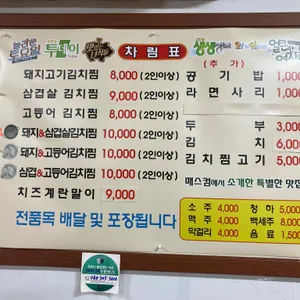 투데이
차림표
돼지고기김치찜 8,000 (2인이상)
삼겹살 김치찜 9,000 (2인이상)
고등어 김치찜 8,000 (2인이상)
돼지&삼겹살김치찜 10,000 (2인이상)
돼지&고등어김치찜 10,000 (2인이상)
삼겹&고등어김치찜 10,000 (2인이상)
치즈계란말이 9,000
전품목 배달 및 포장됩니다
(추가)
공기밥 1,000
라면사리 1,000
두부 3,000
김치 6,000
김치찜고기 5,000
매스컴에서 소개한 특별한 맛집
소주 4,000 청하 5,000
맥주 4,000 백세주 8,000
막걸리 4,000 음료 1,500